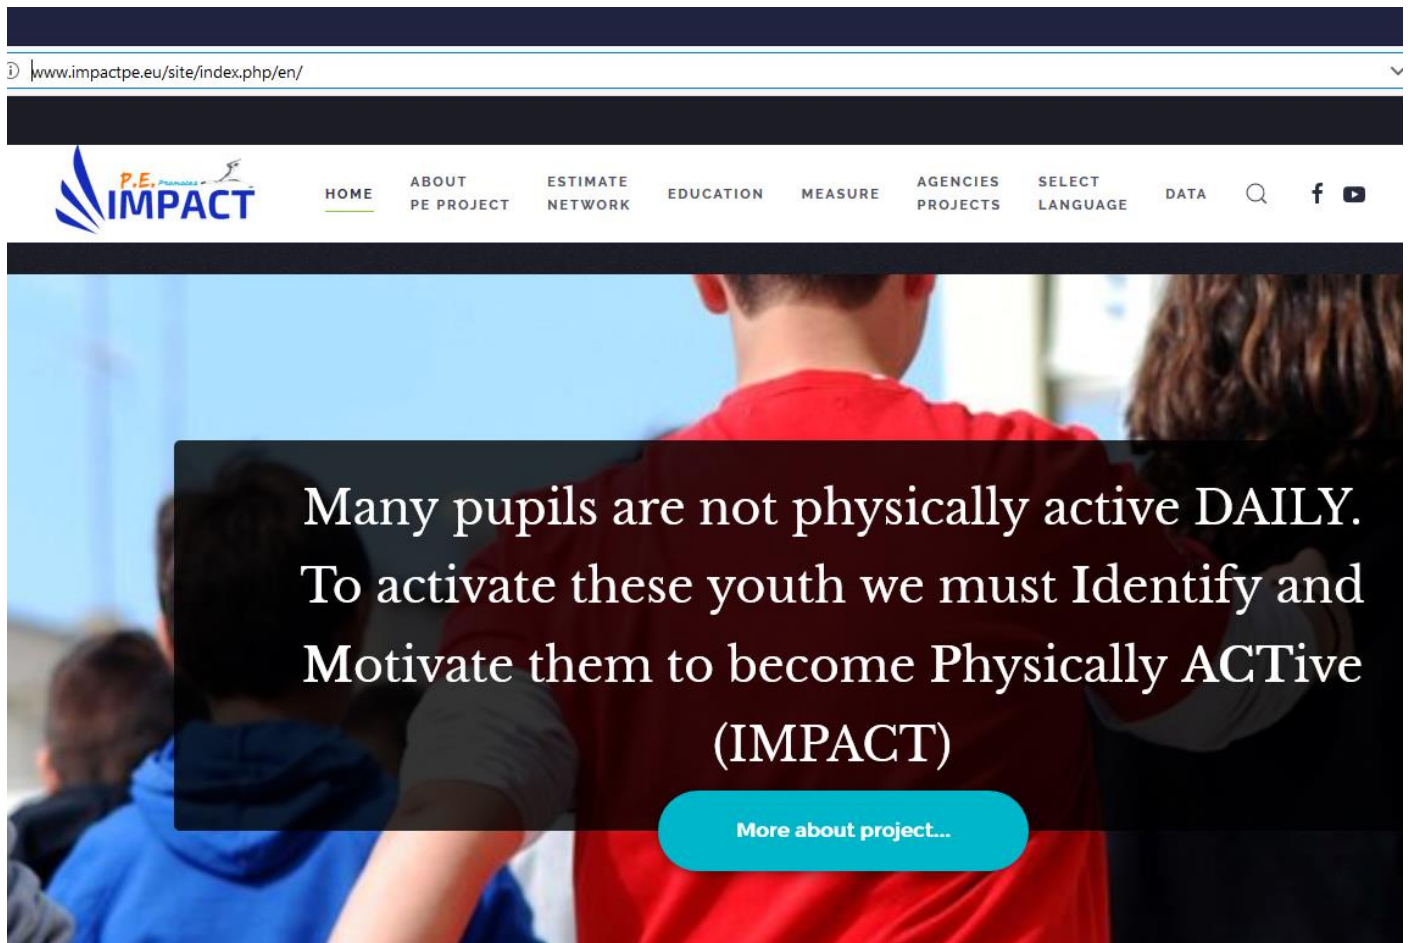 www.impactpe.eu/site/index.php/en/
P.E. Promotes
IMPACT
HOME
ABOUT
PE PROJECT
ESTIMATE
NETWORK
EDUCATION
MEASURE
AGENCIES
PROJECTS
SELECT
LANGUAGE
DATA
Many pupils are not physically active DAILY.
To activate these youth we must Identify and
Motivate them to become Physically ACTive
(IMPACT)
More about project...